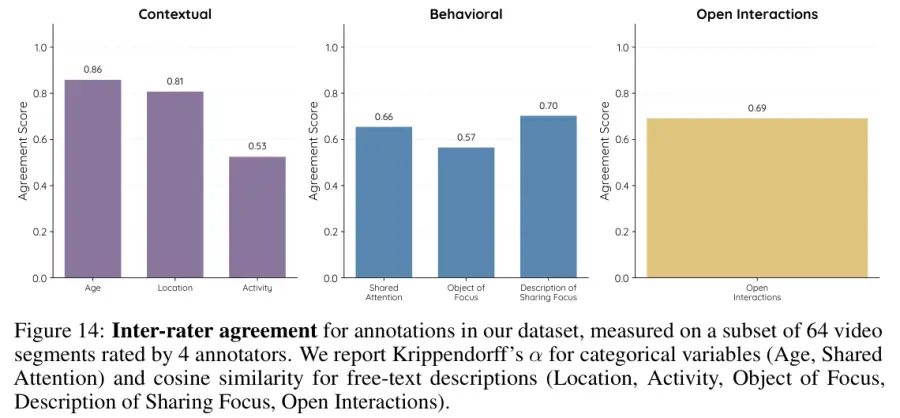 Contextual
Agreement Score
1.0
0.8
0.6
0.4
0.2
0.0
0.86
0.81
0.53
Age
Location
Activity
Behavioral
Agreement Score
1.0
0.8
0.6
0.4
0.2
0.0
0.66
0.57
0.70
Shared
Attention
Object of
Focus
Description of
Sharing Focus
Open Interactions
Agreement Score
1.0
0.8
0.6
0.4
0.2
0.0
0.69
Open
Interactions
Figure 14: Inter-rater agreement for annotations in our dataset, measured on a subset of 64 video
segments rated by 4 annotators. We report Krippendorff's α for categorical variables (Age, Shared
Attention) and cosine similarity for free-text descriptions (Location, Activity, Object of Focus,
Description of Sharing Focus, Open Interactions).